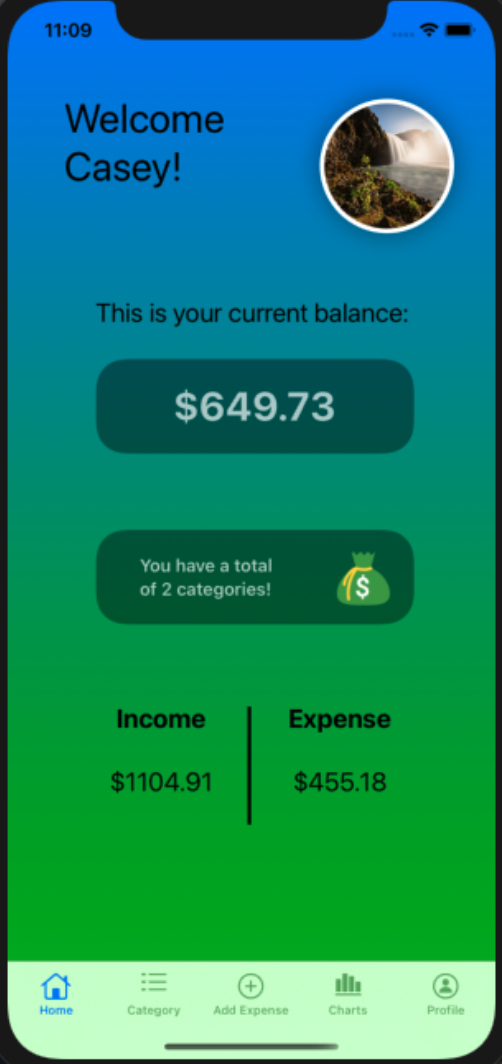 11:09
Welcome
Casey!
This is your current balance:
$649.73
You have a total
of 2 categories!
$
Income Expense
$1104.91 $455.18
Home Category Add Expense Charts Profile